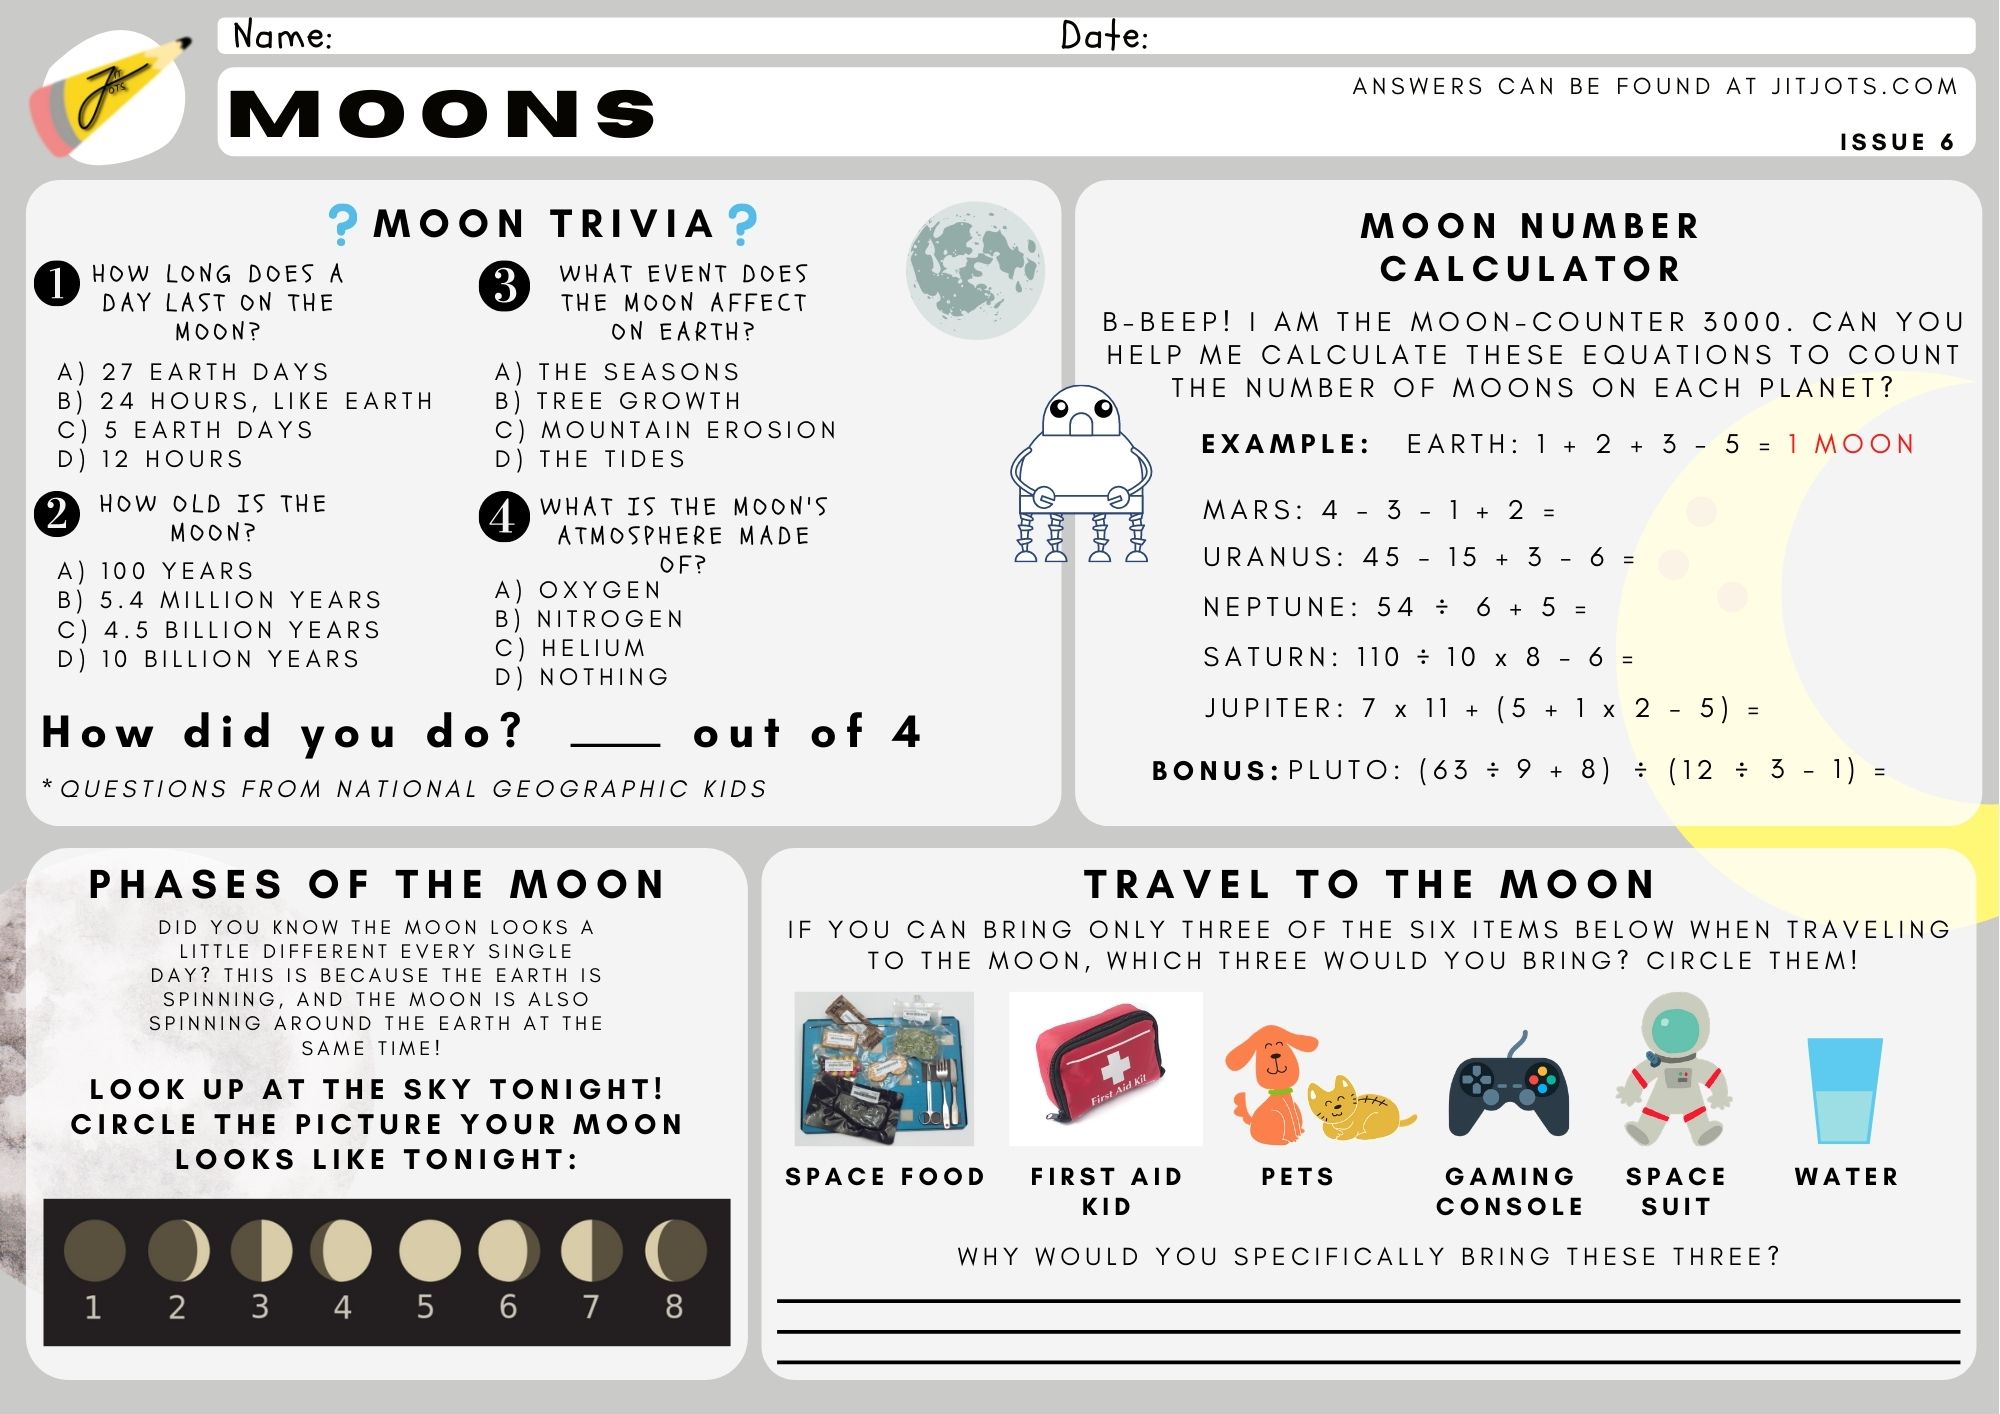 Name:
Date:
MOONS
ANSWERS CAN BE FOUND AT JITJOTS.COM
ISSUE 6
JIT
JOTS
?MOON TRIVIA?
1 HOW LONG DOES A
DAY LAST ON THE
MOON?
A) 27 EARTH DAYS
B) 24 HOURS, LIKE EARTH
C) 5 EARTH DAYS
D) 12 HOURS
2 HOW OLD IS THE
MOON?
A) 100 YEARS
B) 5.4 MILLION YEARS
C) 4.5 BILLION YEARS
D) 10 BILLION YEARS
3 WHAT EVENT DOES
THE MOON AFFECT
ON EARTH?
A) THE SEASONS
B) TREE GROWTH
C) MOUNTAIN EROSION
D) THE TIDES
4 WHAT IS THE MOON'S
ATMOSPHERE MADE
OF?
A) OXYGEN
B) NITROGEN
C) HELIUM
D) NOTHING
How did you do? ____ out of 4
*QUESTIONS FROM NATIONAL GEOGRAPHIC KIDS
MOON NUMBER
CALCULATOR
B-BEEP! I AM THE MOON-COUNTER 3000. CAN YOU
HELP ME CALCULATE THESE EQUATIONS TO COUNT
THE NUMBER OF MOONS ON EACH PLANET?
EXAMPLE: EARTH: 1 + 2 + 3 - 5 = 1 MOON
MARS: 4 - 3 - 1 + 2 =
URANUS: 45 - 15 + 3 - 6 =
NEPTUNE: 54 ÷ 6 + 5 =
SATURN: 110 ÷ 10 x 8 - 6 =
JUPITER: 7 x 11 + (5 + 1 x 2 - 5) =
BONUS: PLUTO: (63 ÷ 9 + 8) ÷ (12 ÷ 3 - 1) =
PHASES OF THE MOON
DID YOU KNOW THE MOON LOOKS A
LITTLE DIFFERENT EVERY SINGLE
DAY? THIS IS BECAUSE THE EARTH IS
SPINNING, AND THE MOON IS ALSO
SPINNING AROUND THE EARTH AT THE
SAME TIME!
LOOK UP AT THE SKY TONIGHT!
CIRCLE THE PICTURE YOUR MOON
LOOKS LIKE TONIGHT:
1 2 3 4 5 6 7 8
TRAVEL TO THE MOON
IF YOU CAN BRING ONLY THREE OF THE SIX ITEMS BELOW WHEN TRAVELING
TO THE MOON, WHICH THREE WOULD YOU BRING? CIRCLE THEM!
First Aid Kit
SPACE FOOD
FIRST AID
KID
PETS
GAMING
CONSOLE
SPACE
SUIT
WATER
WHY WOULD YOU SPECIFICALLY BRING THESE THREE?